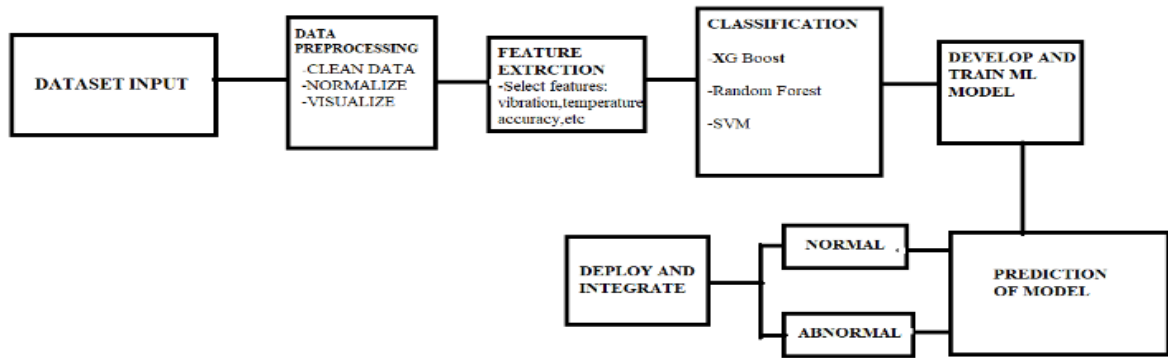 DATASET INPUT
DATA
PREPROCESSING
-CLEAN DATA
-NORMALIZE
-VISUALIZE
FEATURE
EXTRCTION
-Select features:
vibration,temperature
accuracy,etc
CLASSIFICATION
-XG Boost
-Random Forest
-SVM
DEVELOP AND
TRAIN ML
MODEL
PREDICTION
OF MODEL
NORMAL
ABNORMAL
DEPLOY AND
INTEGRATE